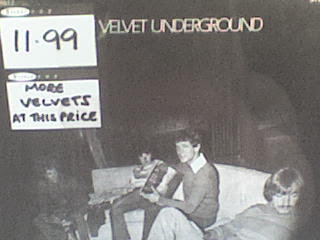 VELVET UNDERGROUND
11.99
MORE
VELVETS
AT THIS PRICE